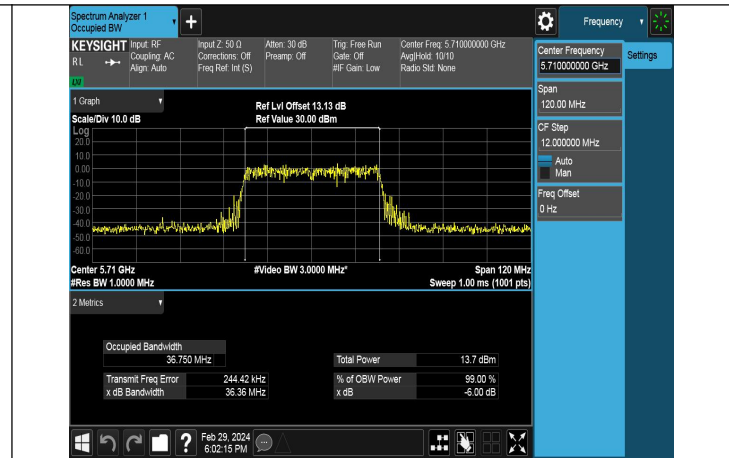 Spectrum Analyzer 1
Occupied BW
Frequency
KEYSIGHT
R L
LXI
Input: RF
Coupling: AC
Align: Auto
Input Z: 50 Ω
Corrections: Off
Freq Ref: Int (S)
Atten: 30 dB
Preamp: Off
Trig: Free Run
Gate: Off
#IF Gain: Low
Center Freq: 5.710000000 GHz
Avg|Hold: 10/10
Radio Std: None
Center Frequency
5.710000000 GHz
Settings
Span
120.00 MHz
CF Step
12.000000 MHz
Auto
Man
Freq Offset
0 Hz
1 Graph
Scale/Div 10.0 dB
Ref Lvl Offset 13.13 dB
Ref Value 30.00 dBm
Log
20.0
10.0
0.00
-10.0
-20.0
-30.0
-40.0
-50.0
-60.0
Center 5.71 GHz
#Video BW 3.0000 MHz*
Span 120 MHz
#Res BW 1.0000 MHz
Sweep 1.00 ms (1001 pts)
2 Metrics
Occupied Bandwidth
36.750 MHz
Total Power 13.7 dBm
Transmit Freq Error 244.42 kHz
% of OBW Power 99.00 %
x dB Bandwidth 36.36 MHz
x dB -6.00 dB
?
Feb 29, 2024
6:02:15 PM